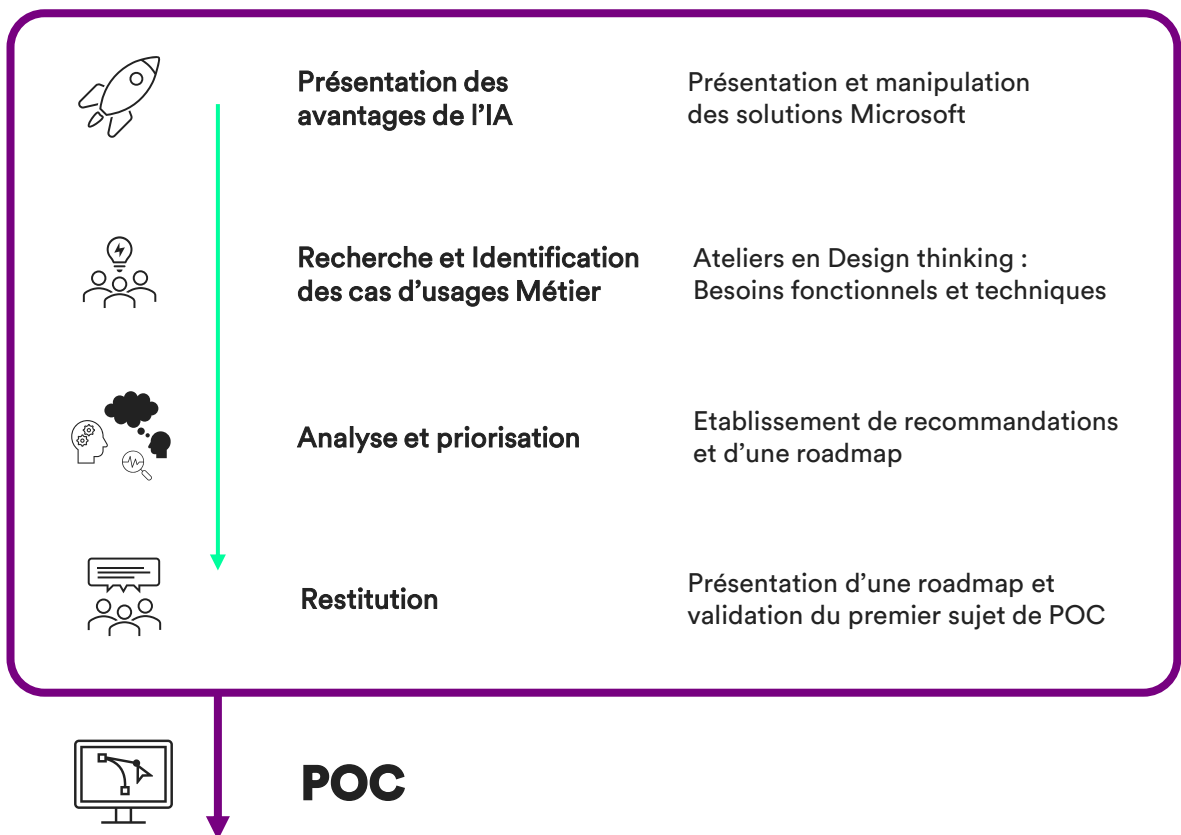 Présentation des
avantages de l'IA
Présentation et manipulation
des solutions Microsoft
Recherche et Identification
des cas d'usages Métier
Ateliers en Design thinking :
Besoins fonctionnels et techniques
Analyse et priorisation
Etablissement de recommandations
et d'une roadmap
Restitution
Présentation d'une roadmap et
validation du premier sujet de POC
POC